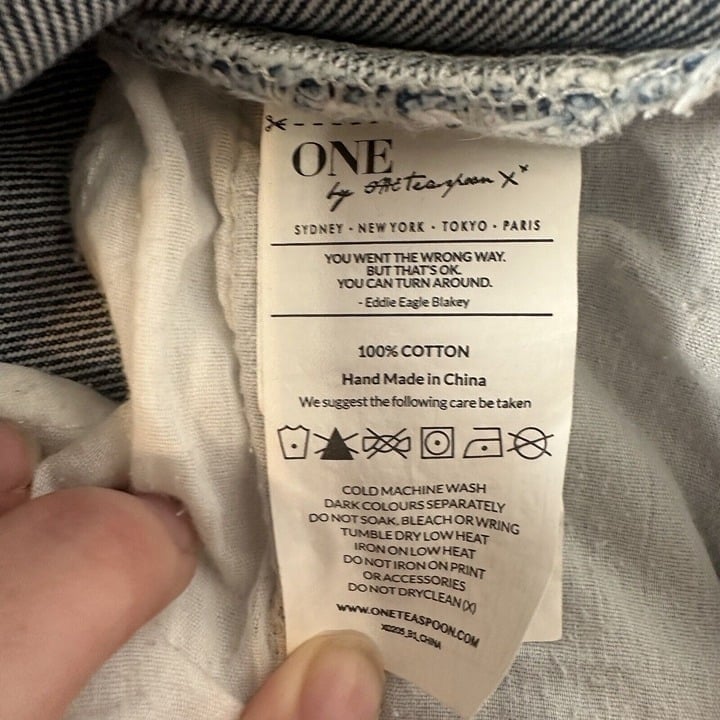 ONE
by One Teaspoon X
SYDNEY - NEW YORK - TOKYO - PARIS
YOU WENT THE WRONG WAY.
BUT THAT'S OK.
YOU CAN TURN AROUND.
- Eddie Eagle Blakey
100% COTTON
Hand Made in China
We suggest the following care be taken
COLD MACHINE WASH
DARK COLOURS SEPARATELY
DO NOT SOAK, BLEACH OR WRING
TUMBLE DRY LOW HEAT
IRON ON LOW HEAT
DO NOT IRON ON PRINT
OR ACCESSORIES
DO NOT DRYCLEAN (X)
WWW.ONETEASPOON.COM
X0205_B1_CHINA